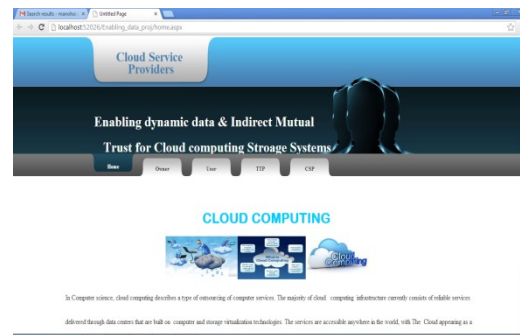 Search results - manohar
Untitled Page
localhost:32026/Enabling_data_proj/home.aspx
Cloud Service
Providers
Enabling dynamic data & Indirect Mutual
Trust for Cloud computing Stroage Systems
Home Owner User TTP CSP
CLOUD COMPUTING
Cloud
Computing
In Computer science, cloud computing describes a type of outsourcing of computer services. The majority of cloud computing infrastructure currently consists of reliable services
delivered through data centers that are built on computer and storage virtualization technologies. The services are accessible anywhere in the world, with The Cloud appearing as a